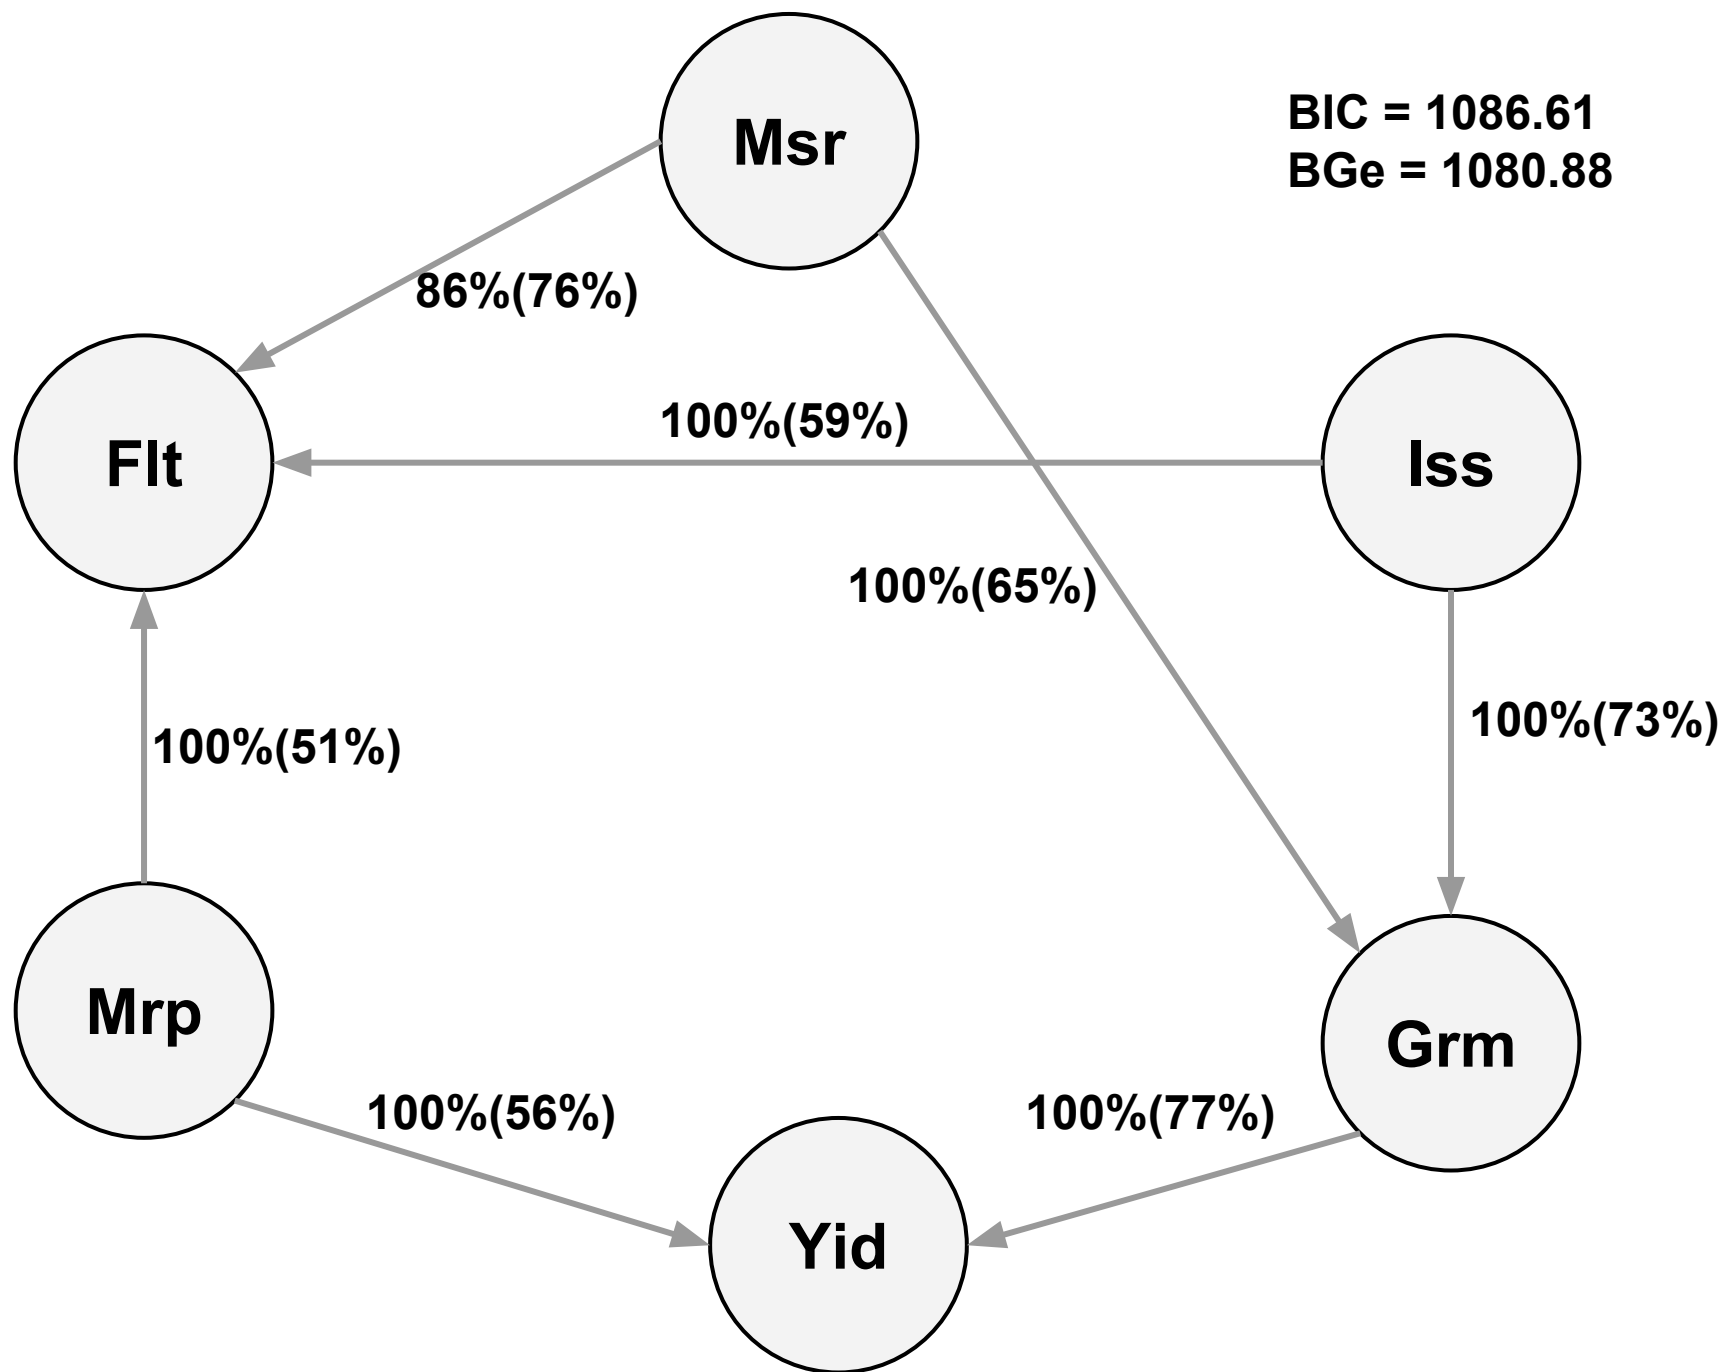 Msr
BIC = 1086.61
BGe = 1080.88
86%(76%)
Flt
100%(59%)
Iss
100%(65%)
100%(51%)
100%(73%)
Mrp
Grm
100%(56%)
100%(77%)
Yid